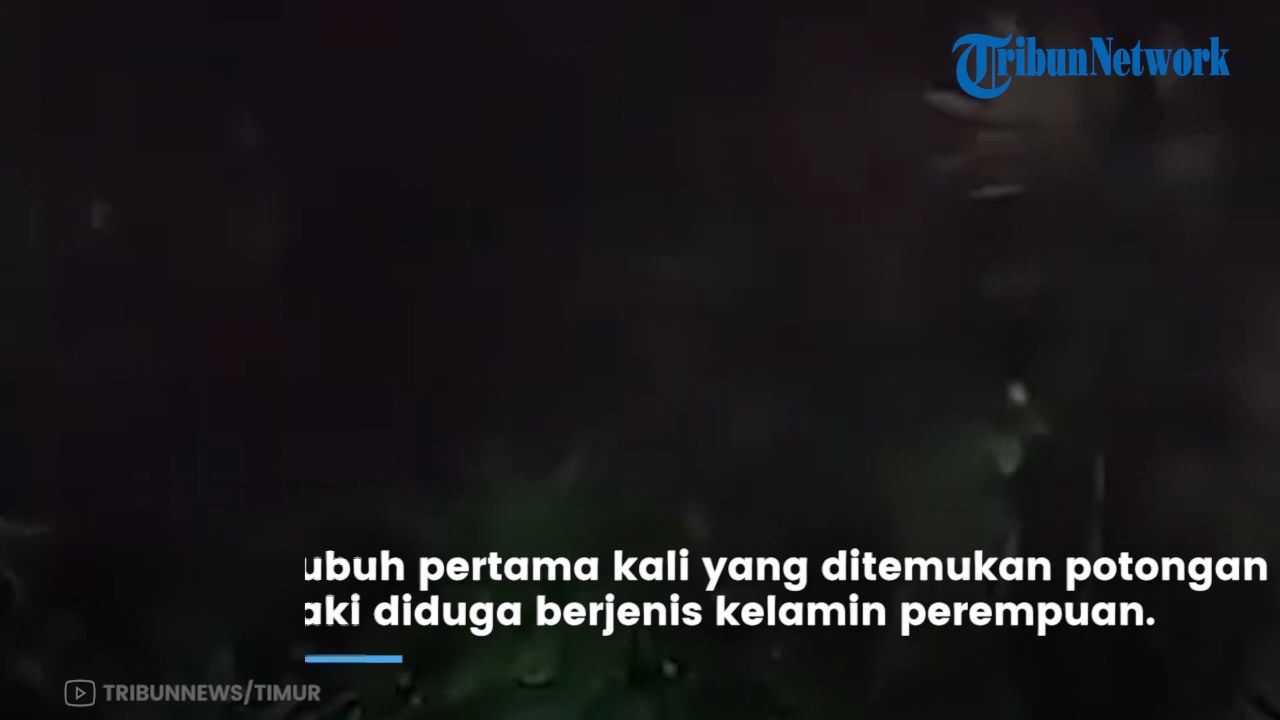 TribunNetwork
ubuh pertama kali yang ditemukan potongan
aki diduga berjenis kelamin perempuan.
TRIBUNNEWS/TIMUR